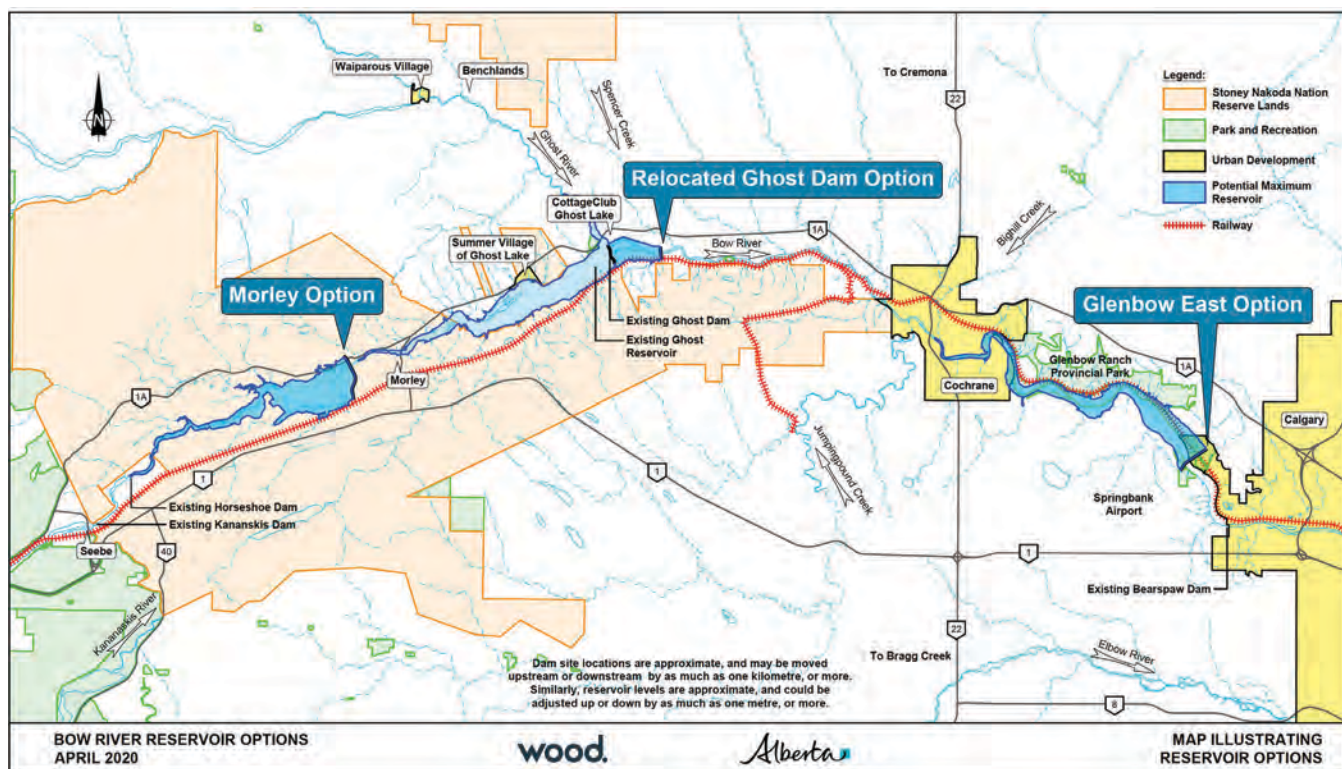 Waiparous Village
Benchlands
Spencer Creek
Ghost River
To Cremona
22
Legend:
Stoney Nakoda Nation
Reserve Lands
Park and Recreation
Urban Development
Potential Maximum
Reservoir
Railway
N
Relocated Ghost Dam Option
CottageClub
Ghost Lake
Summer Village
of Ghost Lake
Bow River
1A
Bighill Creek
Morley Option
Glenbow East Option
Existing Ghost Dam
Existing Ghost
Reservoir
Morley
1A
Cochrane
Glenbow Ranch
Provincial Park
1A
Calgary
Jumpingpound Creek
1
1
Existing Horseshoe Dam
Existing Kananskis Dam
Seebe
40
Kananaskis River
Springbank
Airport
1
Existing Bearspaw Dam
To Bragg Creek
22
Elbow River
8
Dam site locations are approximate, and may be moved
upstream or downstream by as much as one kilometre, or more.
Similarly, reservoir levels are approximate, and could be
adjusted up or down by as much as one metre, or more.
BOW RIVER RESERVOIR OPTIONS
APRIL 2020
wood.
Alberta
MAP ILLUSTRATING
RESERVOIR OPTIONS